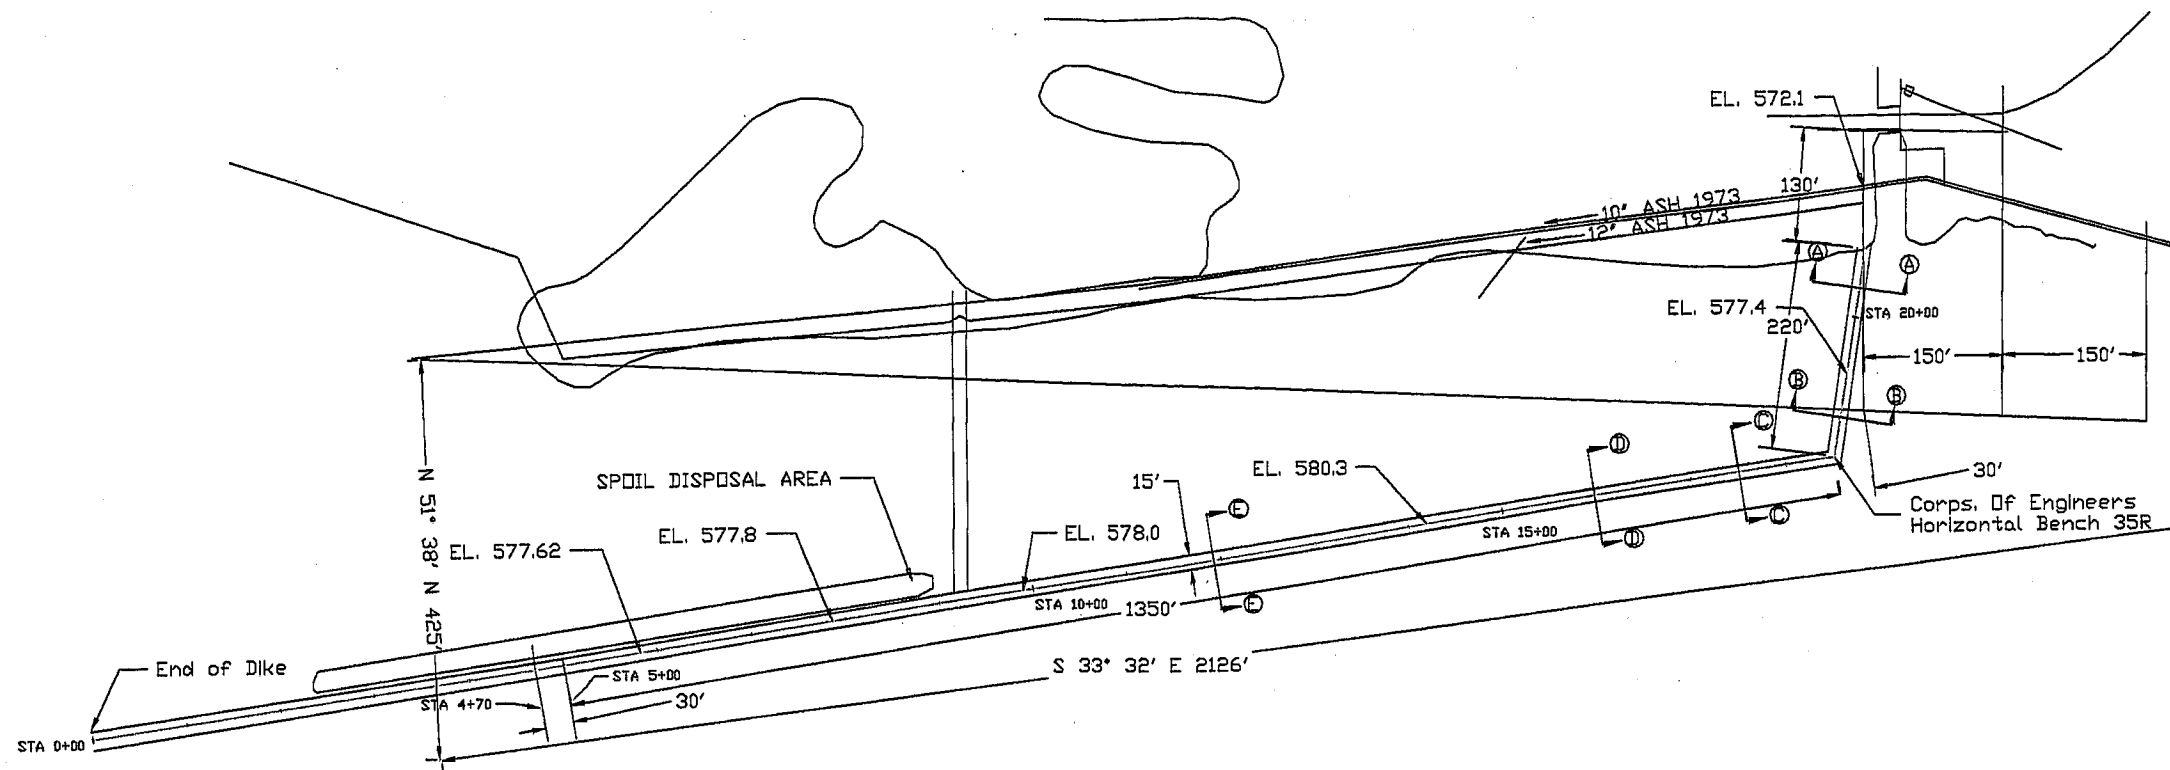 EL. 572.1
10" ASH 1973
12" ASH 1973
130'
A
A
EL. 577.4
220'
STA 20+00
150'
150'
B
B
C
D
SPOIL DISPOSAL AREA
15'
EL. 580.3
30'
Corps. Of Engineers
Horizontal Bench 35R
N 51° 38' N 425'
EL. 577.62
EL. 577.8
EL. 578.0
E
STA 15+00
D
C
STA 10+00
1350'
E
S 33° 32' E 2126'
End of Dike
STA 5+00
STA 4+70
30'
STA 0+00